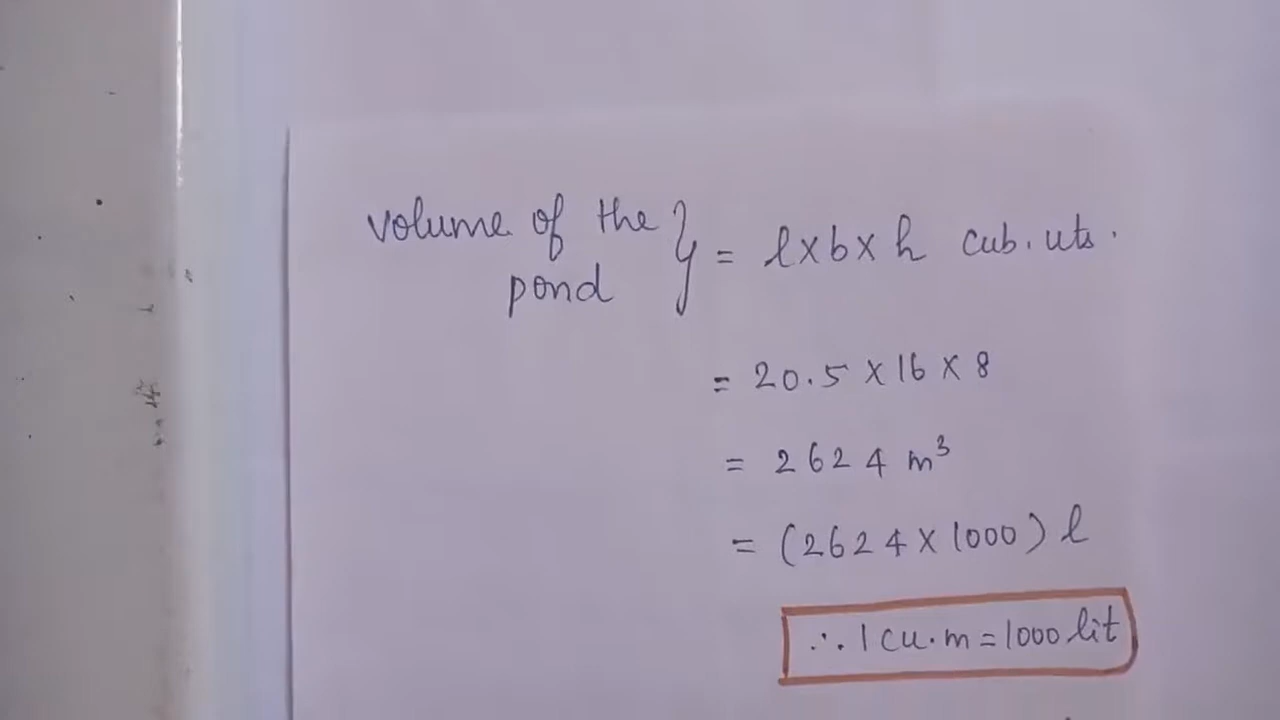 volume of the } = l x b x h cub. uts.
pond
= 20.5 x 16 x 8
= 2624 m³
= (2624 x 1000) l
∴ 1 cu.m = 1000 lit